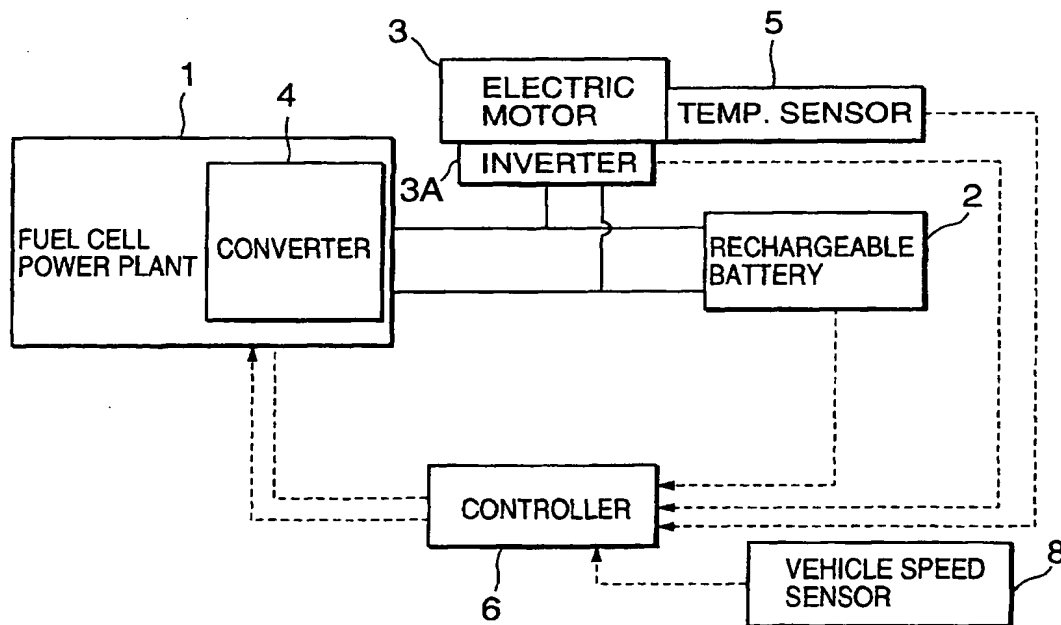 3
5
1
4
ELECTRIC
MOTOR
TEMP. SENSOR
3A
INVERTER
2
FUEL CELL
POWER PLANT
CONVERTER
RECHARGEABLE
BATTERY
CONTROLLER
6
VEHICLE SPEED
SENSOR
8